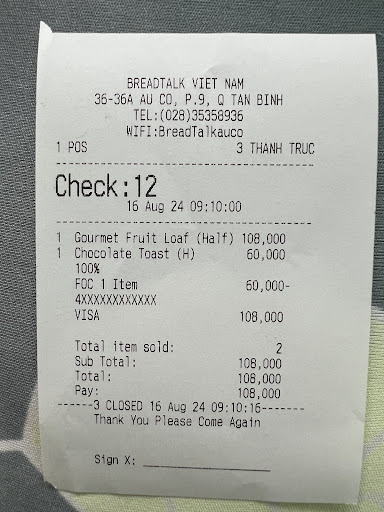 BREADTALK VIET NAM
36-36A AU CO, P.9, Q TAN BINH
TEL:(028)35358936
WIFI:BreadTalkauco
1 POS 3 THANH TRUC
Check:12
16 Aug 24 09:10:00
1 Gourmet Fruit Loaf (Half) 108,000
1 Chocolate Toast (H) 60,000
100%
FOC 1 Item 60,000-
4XXXXXXXXXXXX
VISA 108,000
Total item sold: 2
Sub Total: 108,000
Total: 108,000
Pay: 108,000
------3 CLOSED 16 Aug 24 09:10:16-------
Thank You Please Come Again
Sign X: ___________________